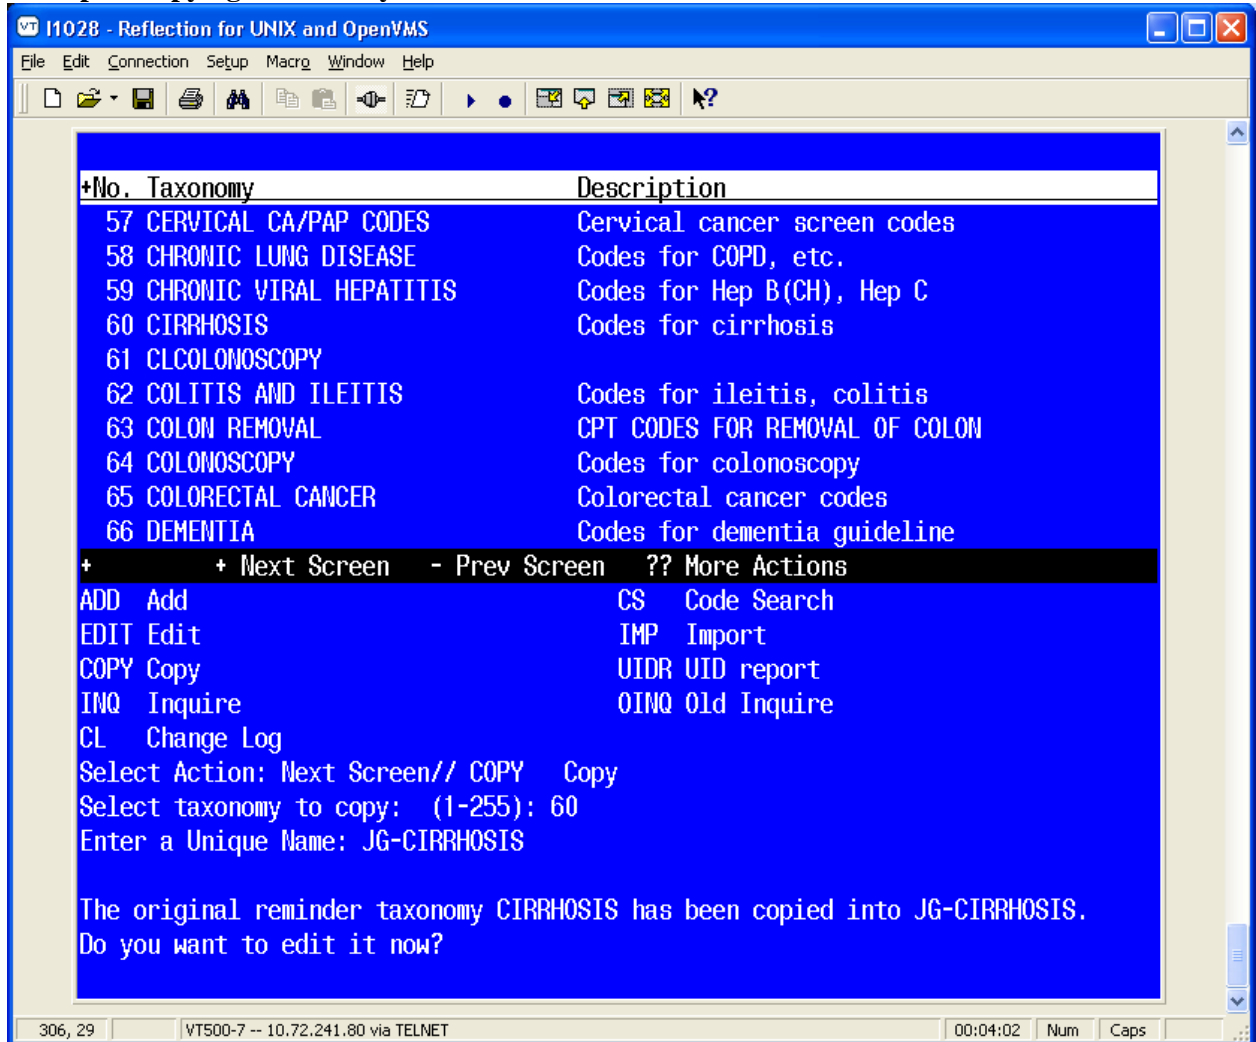 I1028 - Reflection for UNIX and OpenVMS
File Edit Connection Setup Macro Window Help
+No. Taxonomy Description
57 CERVICAL CA/PAP CODES Cervical cancer screen codes
58 CHRONIC LUNG DISEASE Codes for COPD, etc.
59 CHRONIC VIRAL HEPATITIS Codes for Hep B(CH), Hep C
60 CIRRHOSIS Codes for cirrhosis
61 CLCOLONOSCOPY
62 COLITIS AND ILEITIS Codes for ileitis, colitis
63 COLON REMOVAL CPT CODES FOR REMOVAL OF COLON
64 COLONOSCOPY Codes for colonoscopy
65 COLORECTAL CANCER Colorectal cancer codes
66 DEMENTIA Codes for dementia guideline
+ + Next Screen - Prev Screen ?? More Actions
ADD Add CS Code Search
EDIT Edit IMP Import
COPY Copy UIDR UID report
INQ Inquire OINQ Old Inquire
CL Change Log
Select Action: Next Screen// COPY Copy
Select taxonomy to copy: (1-255): 60
Enter a Unique Name: JG-CIRRHOSIS
The original reminder taxonomy CIRRHOSIS has been copied into JG-CIRRHOSIS.
Do you want to edit it now?
306, 29 VT500-7 -- 10.72.241.80 via TELNET 00:04:02 Num Caps